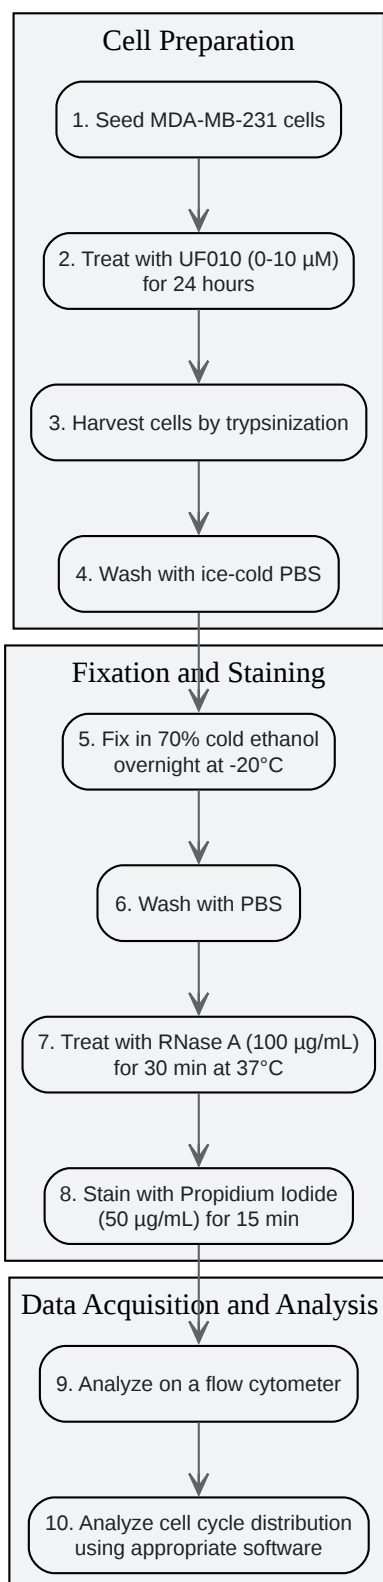 Cell Preparation
1. Seed MDA-MB-231 cells
2. Treat with UF010 (0-10 µM)
for 24 hours
3. Harvest cells by trypsinization
4. Wash with ice-cold PBS
Fixation and Staining
5. Fix in 70% cold ethanol
overnight at -20°C
6. Wash with PBS
7. Treat with RNase A (100 µg/mL)
for 30 min at 37°C
8. Stain with Propidium Iodide
(50 µg/mL) for 15 min
Data Acquisition and Analysis
9. Analyze on a flow cytometer
10. Analyze cell cycle distribution
using appropriate software